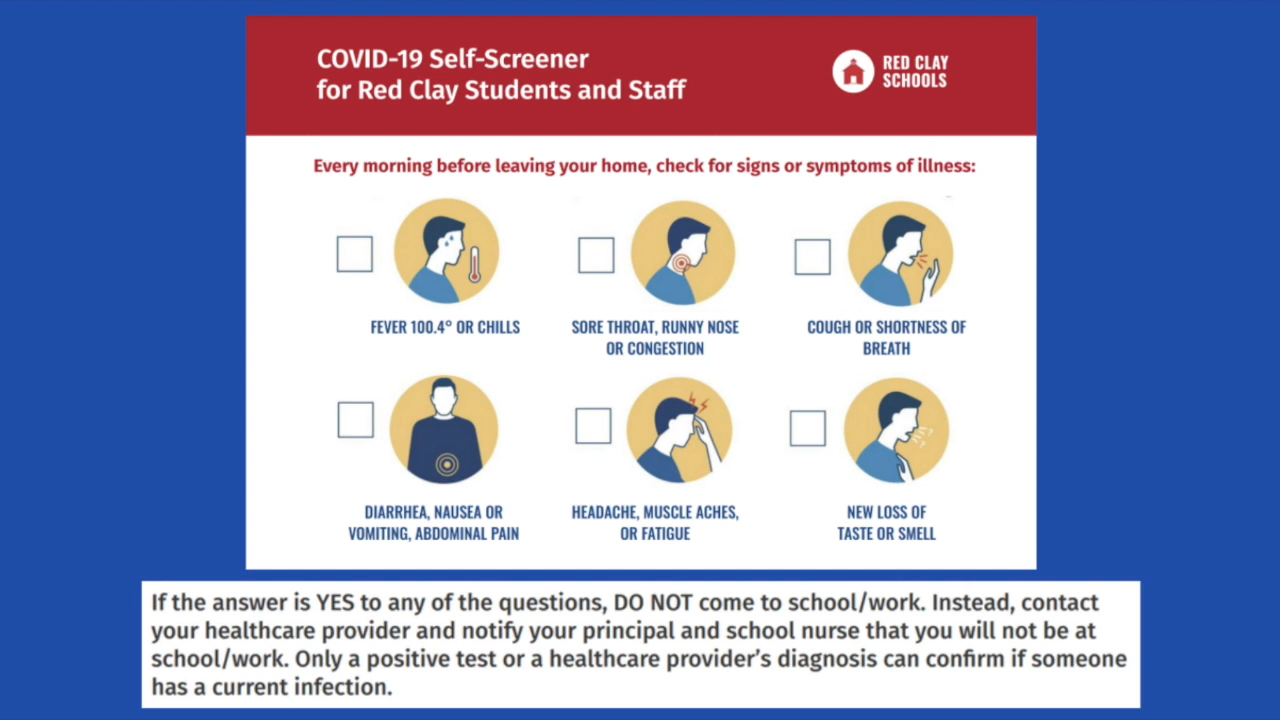 COVID-19 Self-Screener
for Red Clay Students and Staff
RED CLAY
SCHOOLS
Every morning before leaving your home, check for signs or symptoms of illness:
FEVER 100.4° OR CHILLS
SORE THROAT, RUNNY NOSE
OR CONGESTION
COUGH OR SHORTNESS OF
BREATH
DIARRHEA, NAUSEA OR
VOMITING, ABDOMINAL PAIN
HEADACHE, MUSCLE ACHES,
OR FATIGUE
NEW LOSS OF
TASTE OR SMELL
If the answer is YES to any of the questions, DO NOT come to school/work. Instead, contact
your healthcare provider and notify your principal and school nurse that you will not be at
school/work. Only a positive test or a healthcare provider's diagnosis can confirm if someone
has a current infection.